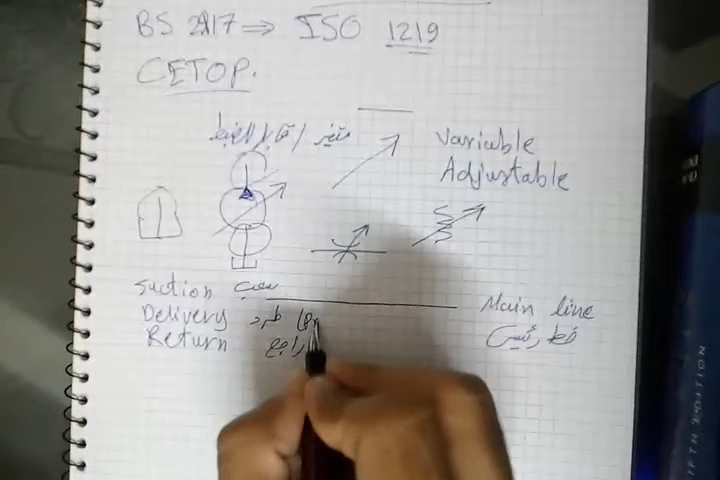 BS 2917 ⇒ ISO 1219
CETOP.
متغير / قابل للضبط
Variable
Adjustable
Suction سحب
Delivery طرد
Return راجع
Main line
خط رئيسي
EDITION